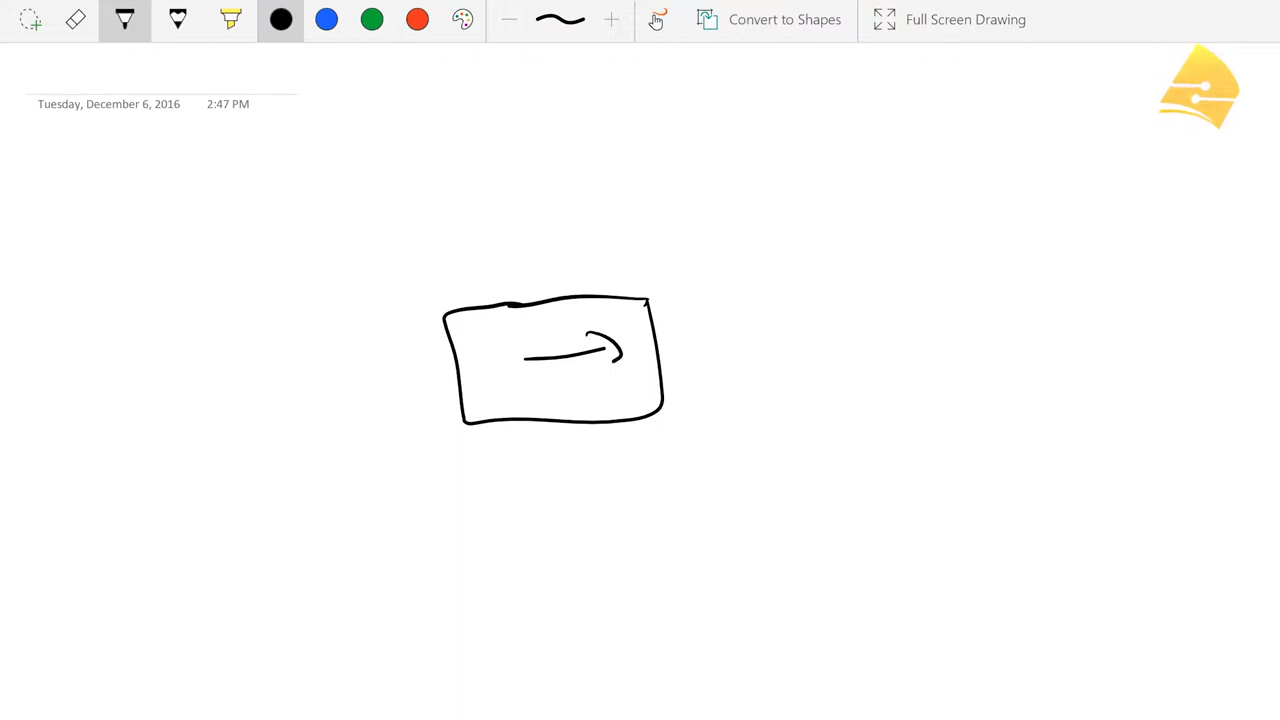 Convert to Shapes
Full Screen Drawing
Tuesday, December 6, 2016 2:47 PM